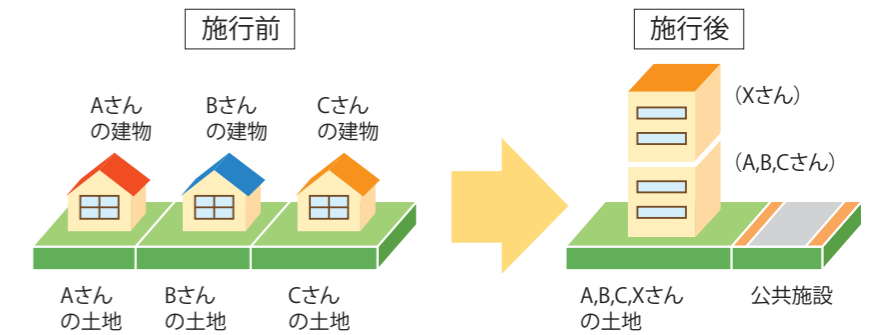 施行前
施行後
Aさん
の建物
Bさん
の建物
Cさん
の建物
(Xさん)
(A,B,Cさん)
Aさん
の土地
Bさん
の土地
Cさん
の土地
A,B,C,Xさん
の土地
公共施設